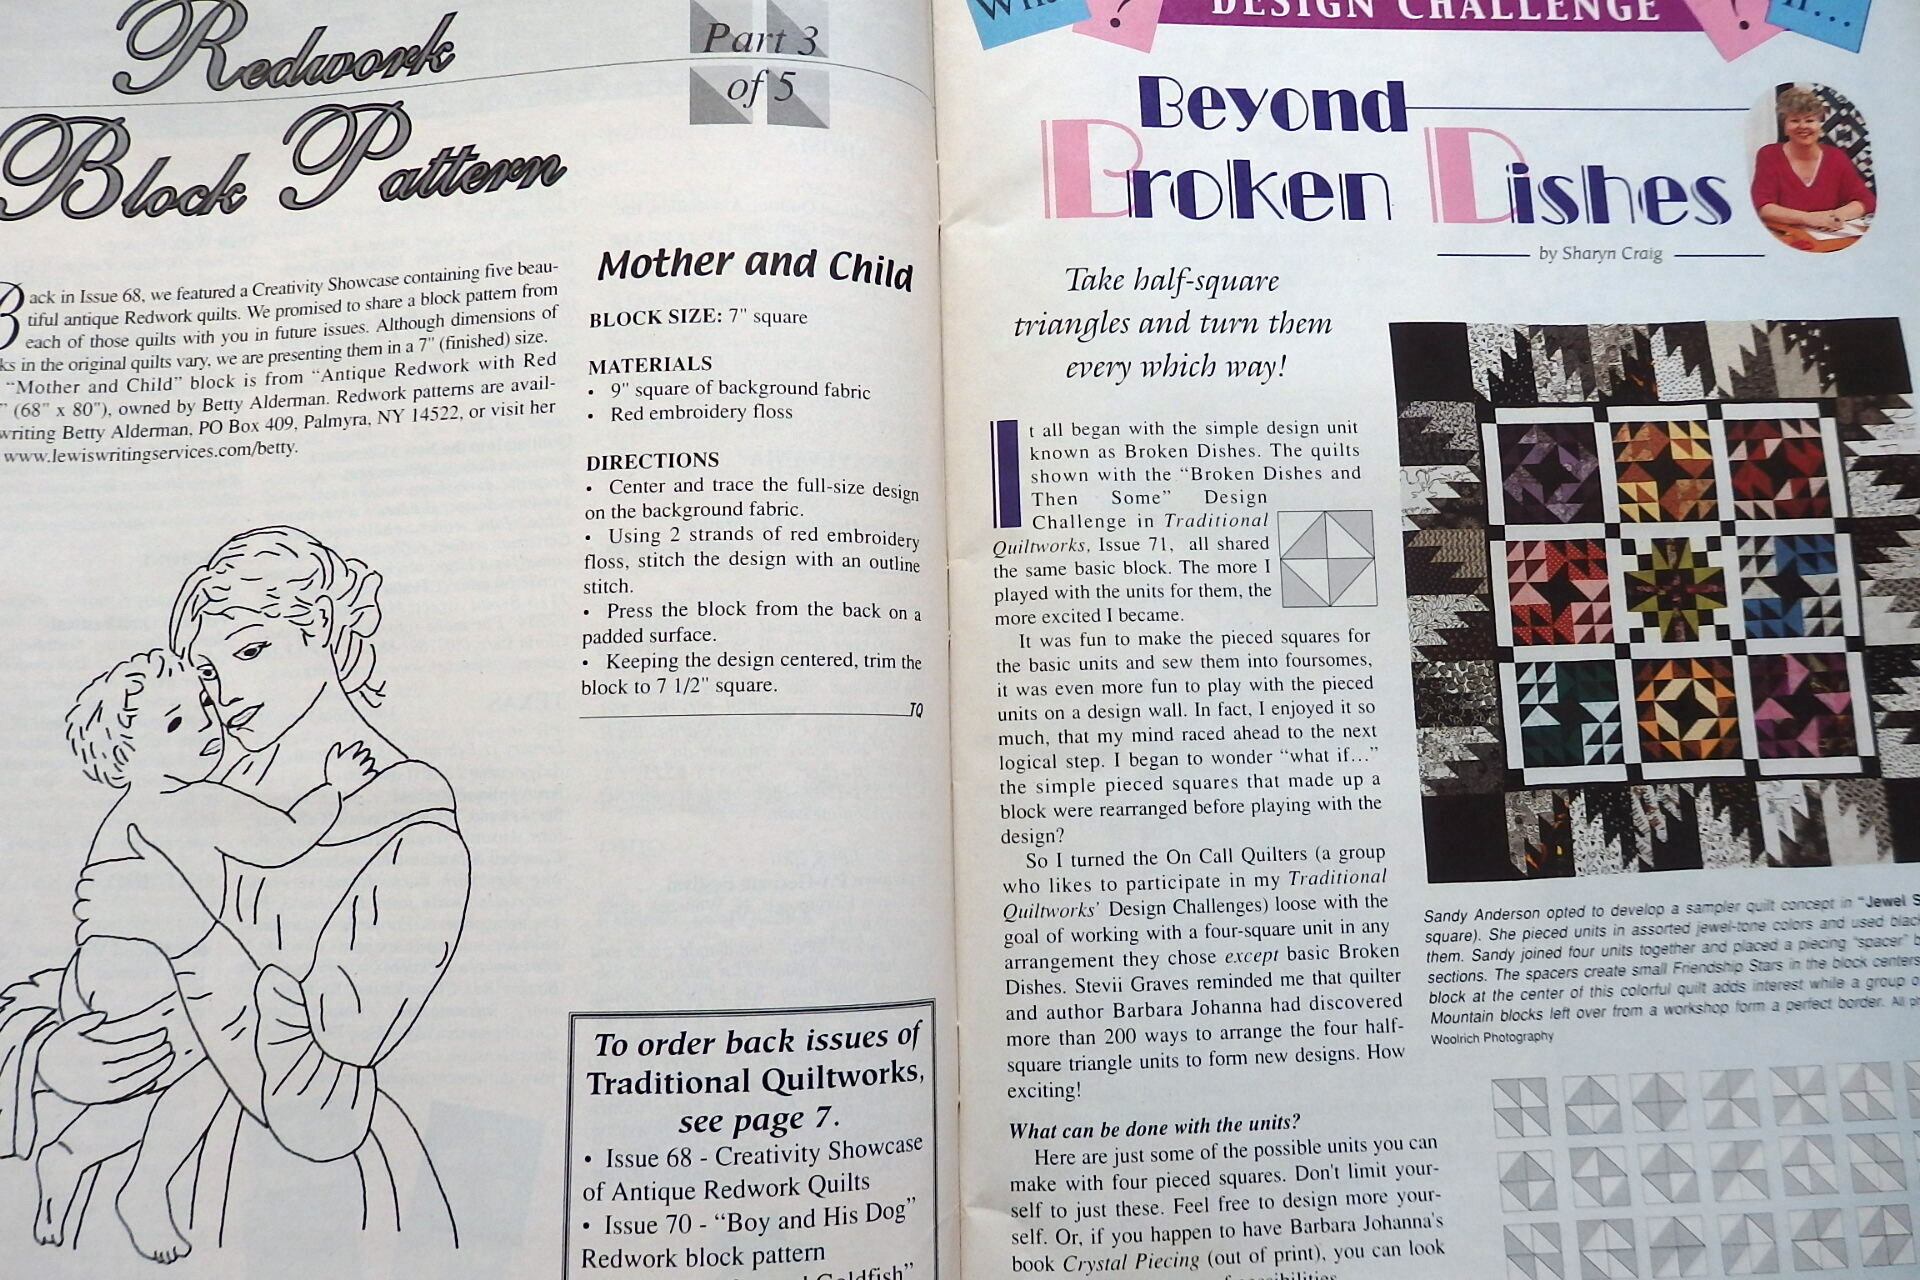 Redwork
Block Pattern
Part 3
of 5
Back in Issue 68, we featured a Creativity Showcase containing five beau-
tiful antique Redwork quilts. We promised to share a block pattern from
each of those quilts with you in future issues. Although dimensions of
ks in the original quilts vary, we are presenting them in a 7" (finished) size.
"Mother and Child" block is from "Antique Redwork with Red
" (68" x 80"), owned by Betty Alderman. Redwork patterns are avail-
writing Betty Alderman, PO Box 409, Palmyra, NY 14522, or visit her
www.lewiswritingservices.com/betty.
Mother and Child
BLOCK SIZE: 7" square
MATERIALS
• 9" square of background fabric
• Red embroidery floss
DIRECTIONS
• Center and trace the full-size design
on the background fabric.
• Using 2 strands of red embroidery
floss, stitch the design with an outline
stitch.
• Press the block from the back on a
padded surface.
• Keeping the design centered, trim the
block to 7 1/2" square.
TQ
To order back issues of
Traditional Quiltworks,
see page 7.
• Issue 68 - Creativity Showcase
of Antique Redwork Quilts
• Issue 70 - "Boy and His Dog"
Redwork block pattern
Goldfish"
? DESIGN CHALLENGE ? If...
Beyond
Broken Dishes
by Sharyn Craig
Take half-square
triangles and turn them
every which way!
It all began with the simple design unit
known as Broken Dishes. The quilts
shown with the "Broken Dishes and
Then Some" Design
Challenge in Traditional
Quiltworks, Issue 71, all shared
the same basic block. The more I
played with the units for them, the
more excited I became.
It was fun to make the pieced squares for
the basic units and sew them into foursomes,
it was even more fun to play with the pieced
units on a design wall. In fact, I enjoyed it so
much, that my mind raced ahead to the next
logical step. I began to wonder "what if..."
the simple pieced squares that made up a
block were rearranged before playing with the
design?
So I turned the On Call Quilters (a group
who likes to participate in my Traditional
Quiltworks' Design Challenges) loose with the
goal of working with a four-square unit in any
arrangement they chose except basic Broken
Dishes. Stevii Graves reminded me that quilter
and author Barbara Johanna had discovered
more than 200 ways to arrange the four half-
square triangle units to form new designs. How
exciting!
What can be done with the units?
Here are just some of the possible units you can
make with four pieced squares. Don't limit your-
self to just these. Feel free to design more your-
self. Or, if you happen to have Barbara Johanna's
book Crystal Piecing (out of print), you can look
Sandy Anderson opted to develop a sampler quilt concept in "Jewel S
square). She pieced units in assorted jewel-tone colors and used blac
them. Sandy joined four units together and placed a piecing "spacer" b
sections. The spacers create small Friendship Stars in the block centers
block at the center of this colorful quilt adds interest while a group o
Mountain blocks left over from a workshop form a perfect border. All ph
Woolrich Photography